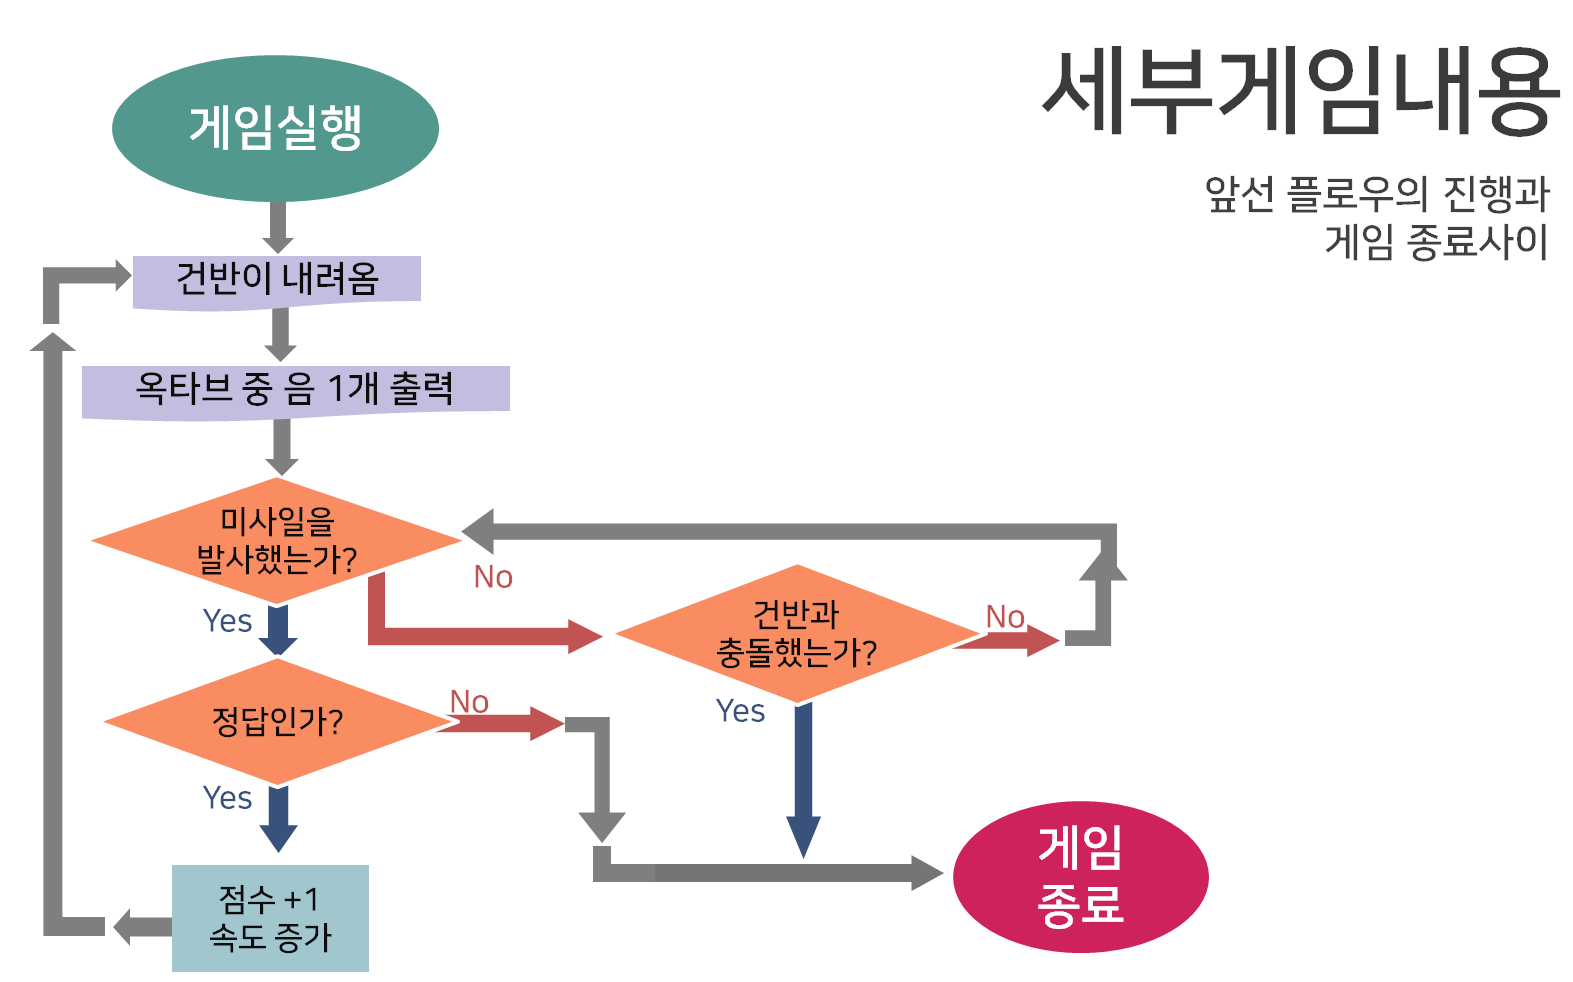 세부게임내용
앞선 플로우의 진행과
게임 종료사이
게임실행
건반이 내려옴
옥타브 중 음 1개 출력
미사일을
발사했는가?
No
Yes
건반과
충돌했는가?
No
Yes
정답인가?
No
Yes
점수 +1
속도 증가
게임
종료